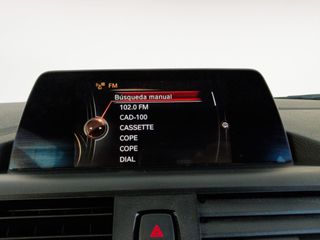 FM
Búsqueda manual
102.0 FM
CAD-100
CASSETTE
COPE
COPE
DIAL